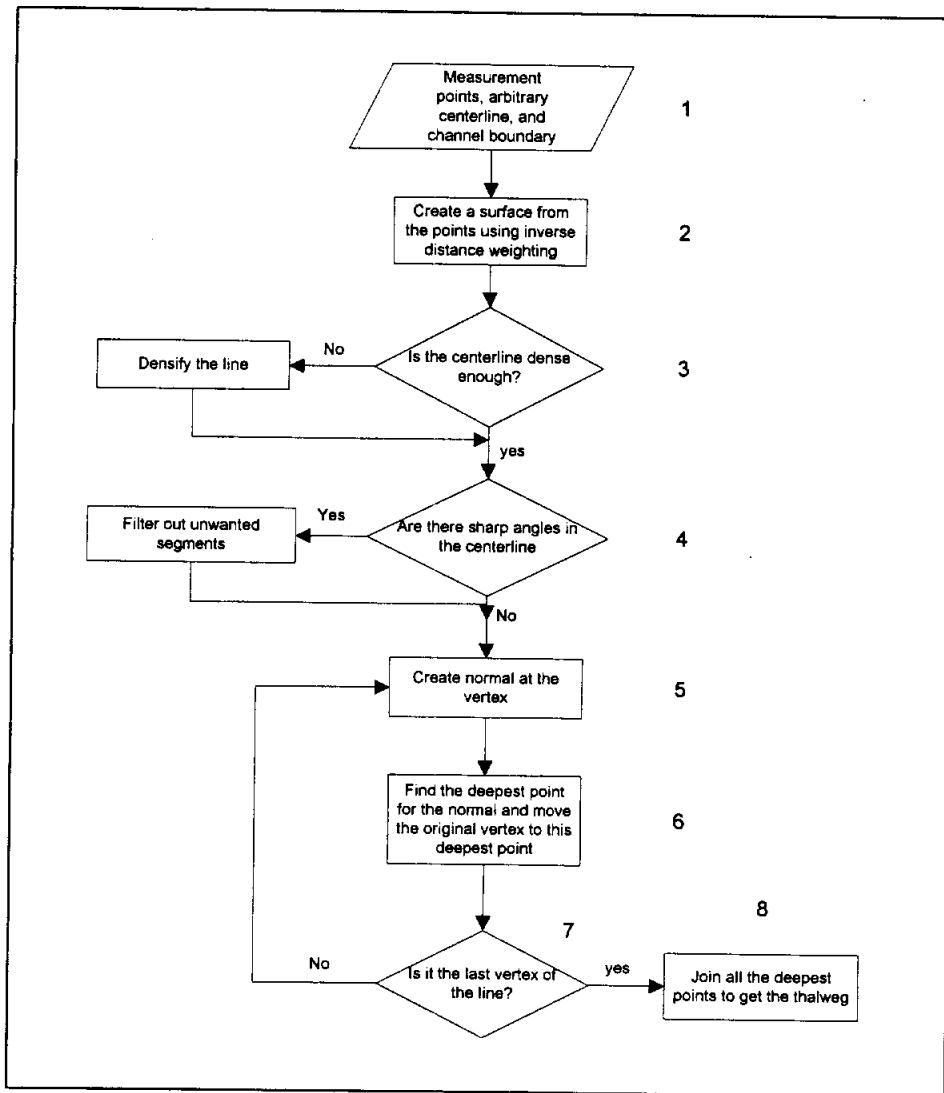 Measurement
points, arbitrary
centerline, and
channel boundary
1
Create a surface from
the points using inverse
distance weighting
2
Is the centerline dense
enough?
3
No
Densify the line
yes
Are there sharp angles in
the centerline
4
Yes
Filter out unwanted
segments
No
Create normal at the
vertex
5
Find the deepest point
for the normal and move
the original vertex to this
deepest point
6
7
Is it the last vertex of
the line?
No
yes
8
Join all the deepest
points to get the thalweg